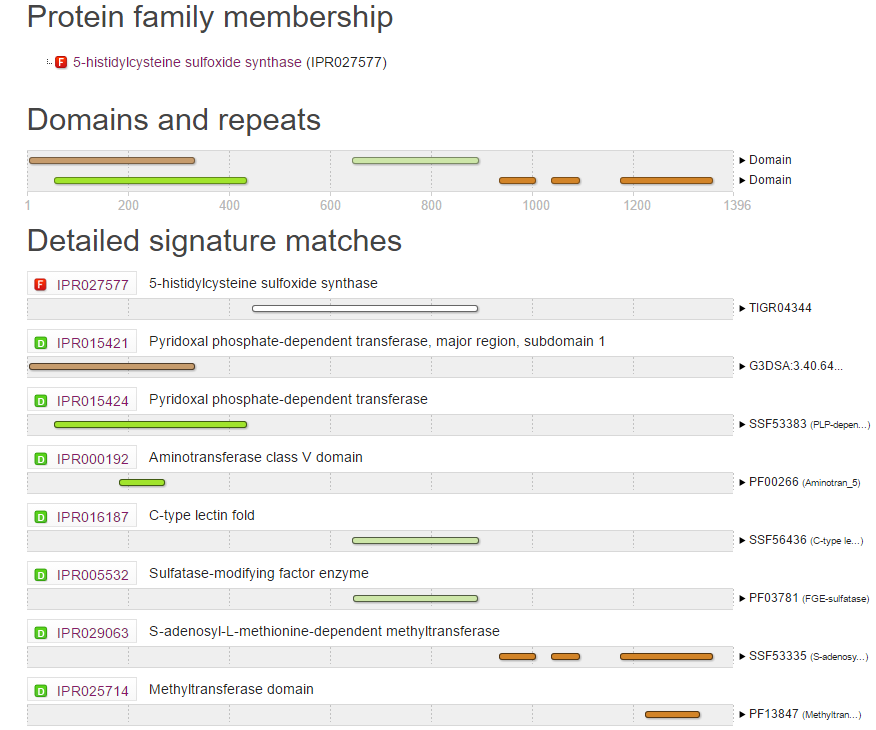 Protein family membership
F 5-histidylcysteine sulfoxide synthase (IPR027577)
Domains and repeats
Domain
Domain
1 200 400 600 800 1000 1200 1396
Detailed signature matches
F IPR027577 5-histidylcysteine sulfoxide synthase
TIGR04344
D IPR015421 Pyridoxal phosphate-dependent transferase, major region, subdomain 1
G3DSA:3.40.64...
D IPR015424 Pyridoxal phosphate-dependent transferase
SSF53383 (PLP-depen...)
D IPR000192 Aminotransferase class V domain
PF00266 (Aminotran_5)
D IPR016187 C-type lectin fold
SSF56436 (C-type le...)
D IPR005532 Sulfatase-modifying factor enzyme
PF03781 (FGE-sulfatase)
D IPR029063 S-adenosyl-L-methionine-dependent methyltransferase
SSF53335 (S-adenosy...)
D IPR025714 Methyltransferase domain
PF13847 (Methyltran...)